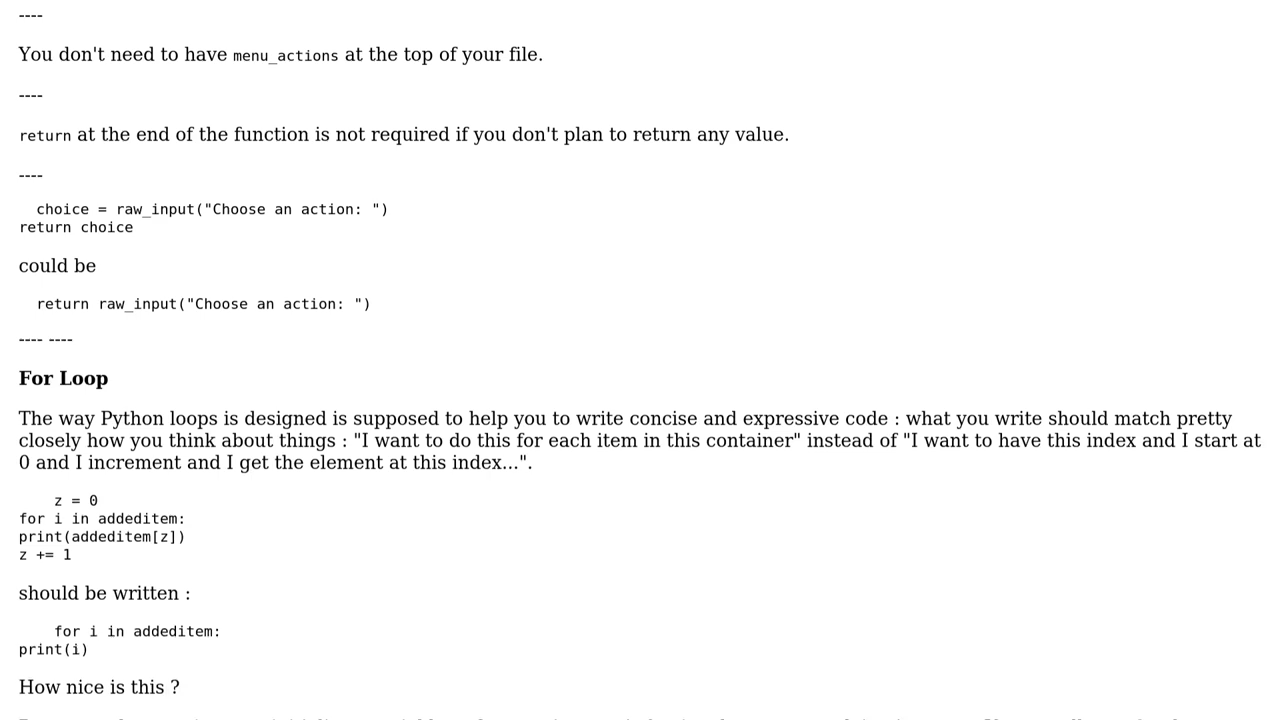 ----
You don't need to have menu_actions at the top of your file.
----
return at the end of the function is not required if you don't plan to return any value.
----
  choice = raw_input("Choose an action: ")
return choice
could be
  return raw_input("Choose an action: ")
---- ----
For Loop
The way Python loops is designed is supposed to help you to write concise and expressive code : what you write should match pretty
closely how you think about things : "I want to do this for each item in this container" instead of "I want to have this index and I start at
0 and I increment and I get the element at this index...".
    z = 0
for i in addeditem:
print(addeditem[z])
z += 1
should be written :
    for i in addeditem:
print(i)
How nice is this ?